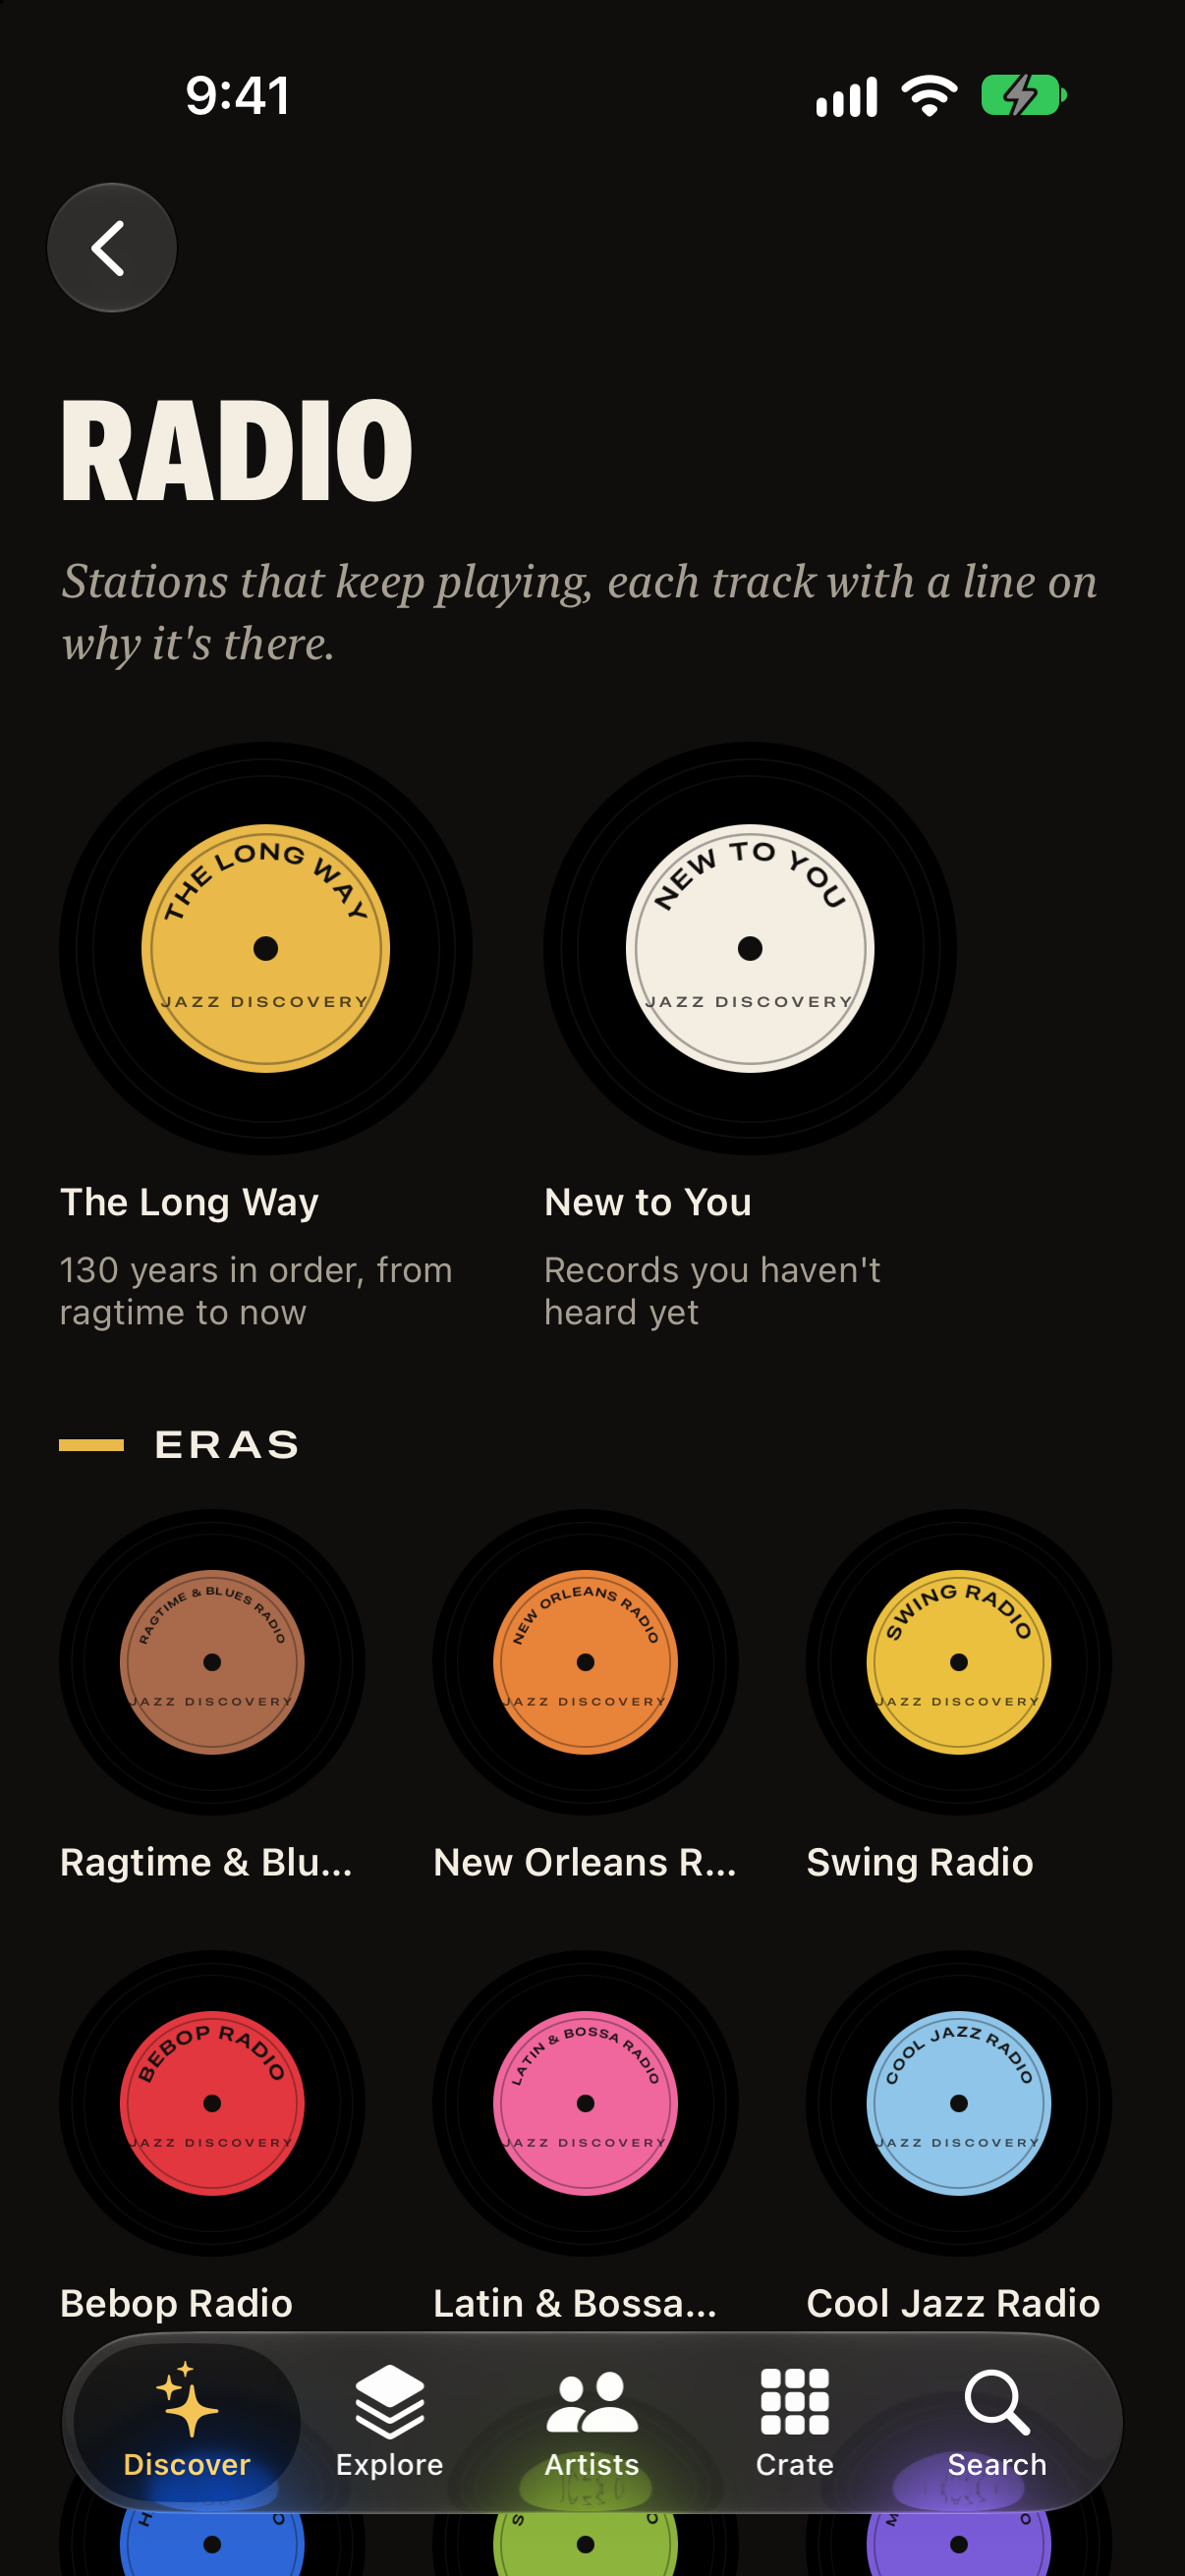 9:41
RADIO
Stations that keep playing, each track with a line on
why it's there.
THE LONG WAY
JAZZ DISCOVERY
NEW TO YOU
JAZZ DISCOVERY
The Long Way
130 years in order, from
ragtime to now
New to You
Records you haven't
heard yet
ERAS
RAGTIME & BLUES RADIO
JAZZ DISCOVERY
NEW ORLEANS RADIO
JAZZ DISCOVERY
SWING RADIO
JAZZ DISCOVERY
Ragtime & Blu...
New Orleans R...
Swing Radio
BEBOP RADIO
JAZZ DISCOVERY
LATIN & BOSSA RADIO
JAZZ DISCOVERY
COOL JAZZ RADIO
JAZZ DISCOVERY
Bebop Radio
Latin & Bossa...
Cool Jazz Radio
Discover
Explore
Artists
Crate
Search